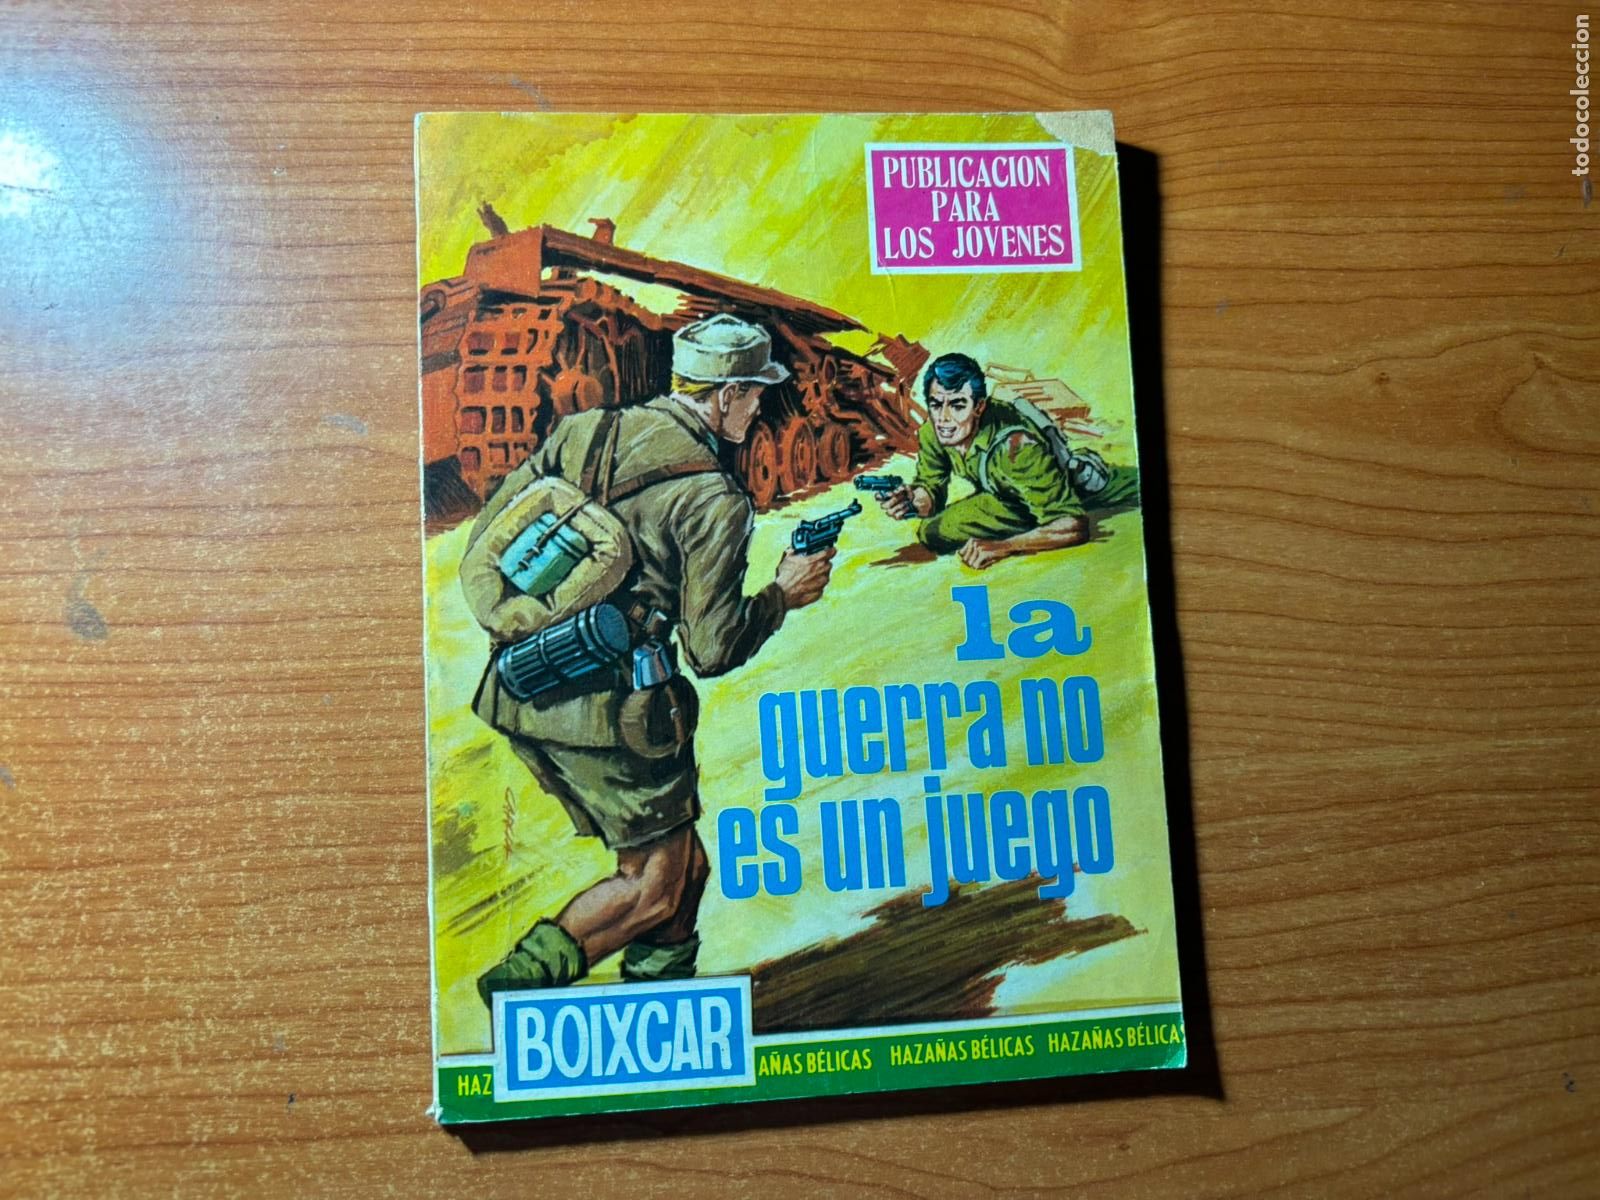 PUBLICACION
PARA
LOS JOVENES
la
guerra no
es un juego
BOIXCAR
HAZ
AÑAS BÉLICAS HAZAÑAS BÉLICAS HAZAÑAS BÉLICAS
todocoleccion